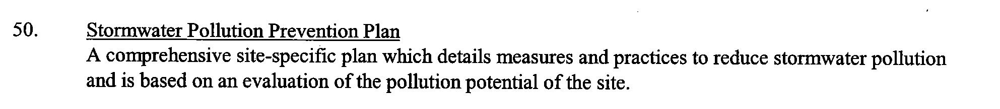 50. Stormwater Pollution Prevention Plan
A comprehensive site-specific plan which details measures and practices to reduce stormwater pollution
and is based on an evaluation of the pollution potential of the site.